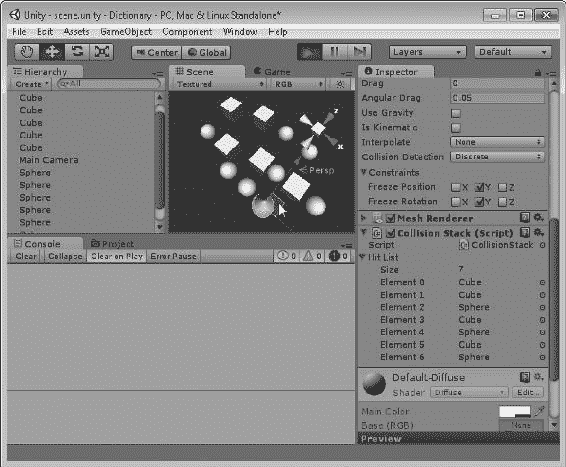 Unity - scene.unity - Dictionary - PC, Mac & Linux Standalone*
File Edit Assets GameObject Component Window Help
Center Global Layers Default
Hierarchy
Create All
Cube
Cube
Cube
Cube
Cube
Main Camera
Sphere
Sphere
Sphere
Sphere
Sphere
Scene Game
Textured RGB
z
x
Persp
Console Project
Clear Collapse Clear on Play Error Pause 0 0 0
Inspector
Drag 0
Angular Drag 0.05
Use Gravity
Is Kinematic
Interpolate None
Collision Detection Discrete
Constraints
Freeze Position X Y Z
Freeze Rotation X Y Z
Mesh Renderer
Collision Stack (Script)
Script CollisionStack
Hit List
Size 7
Element 0 Cube
Element 1 Cube
Element 2 Sphere
Element 3 Cube
Element 4 Sphere
Element 5 Cube
Element 6 Sphere
Default-Diffuse
Shader Diffuse Edit...
Main Color
Base (RGB) None
Preview